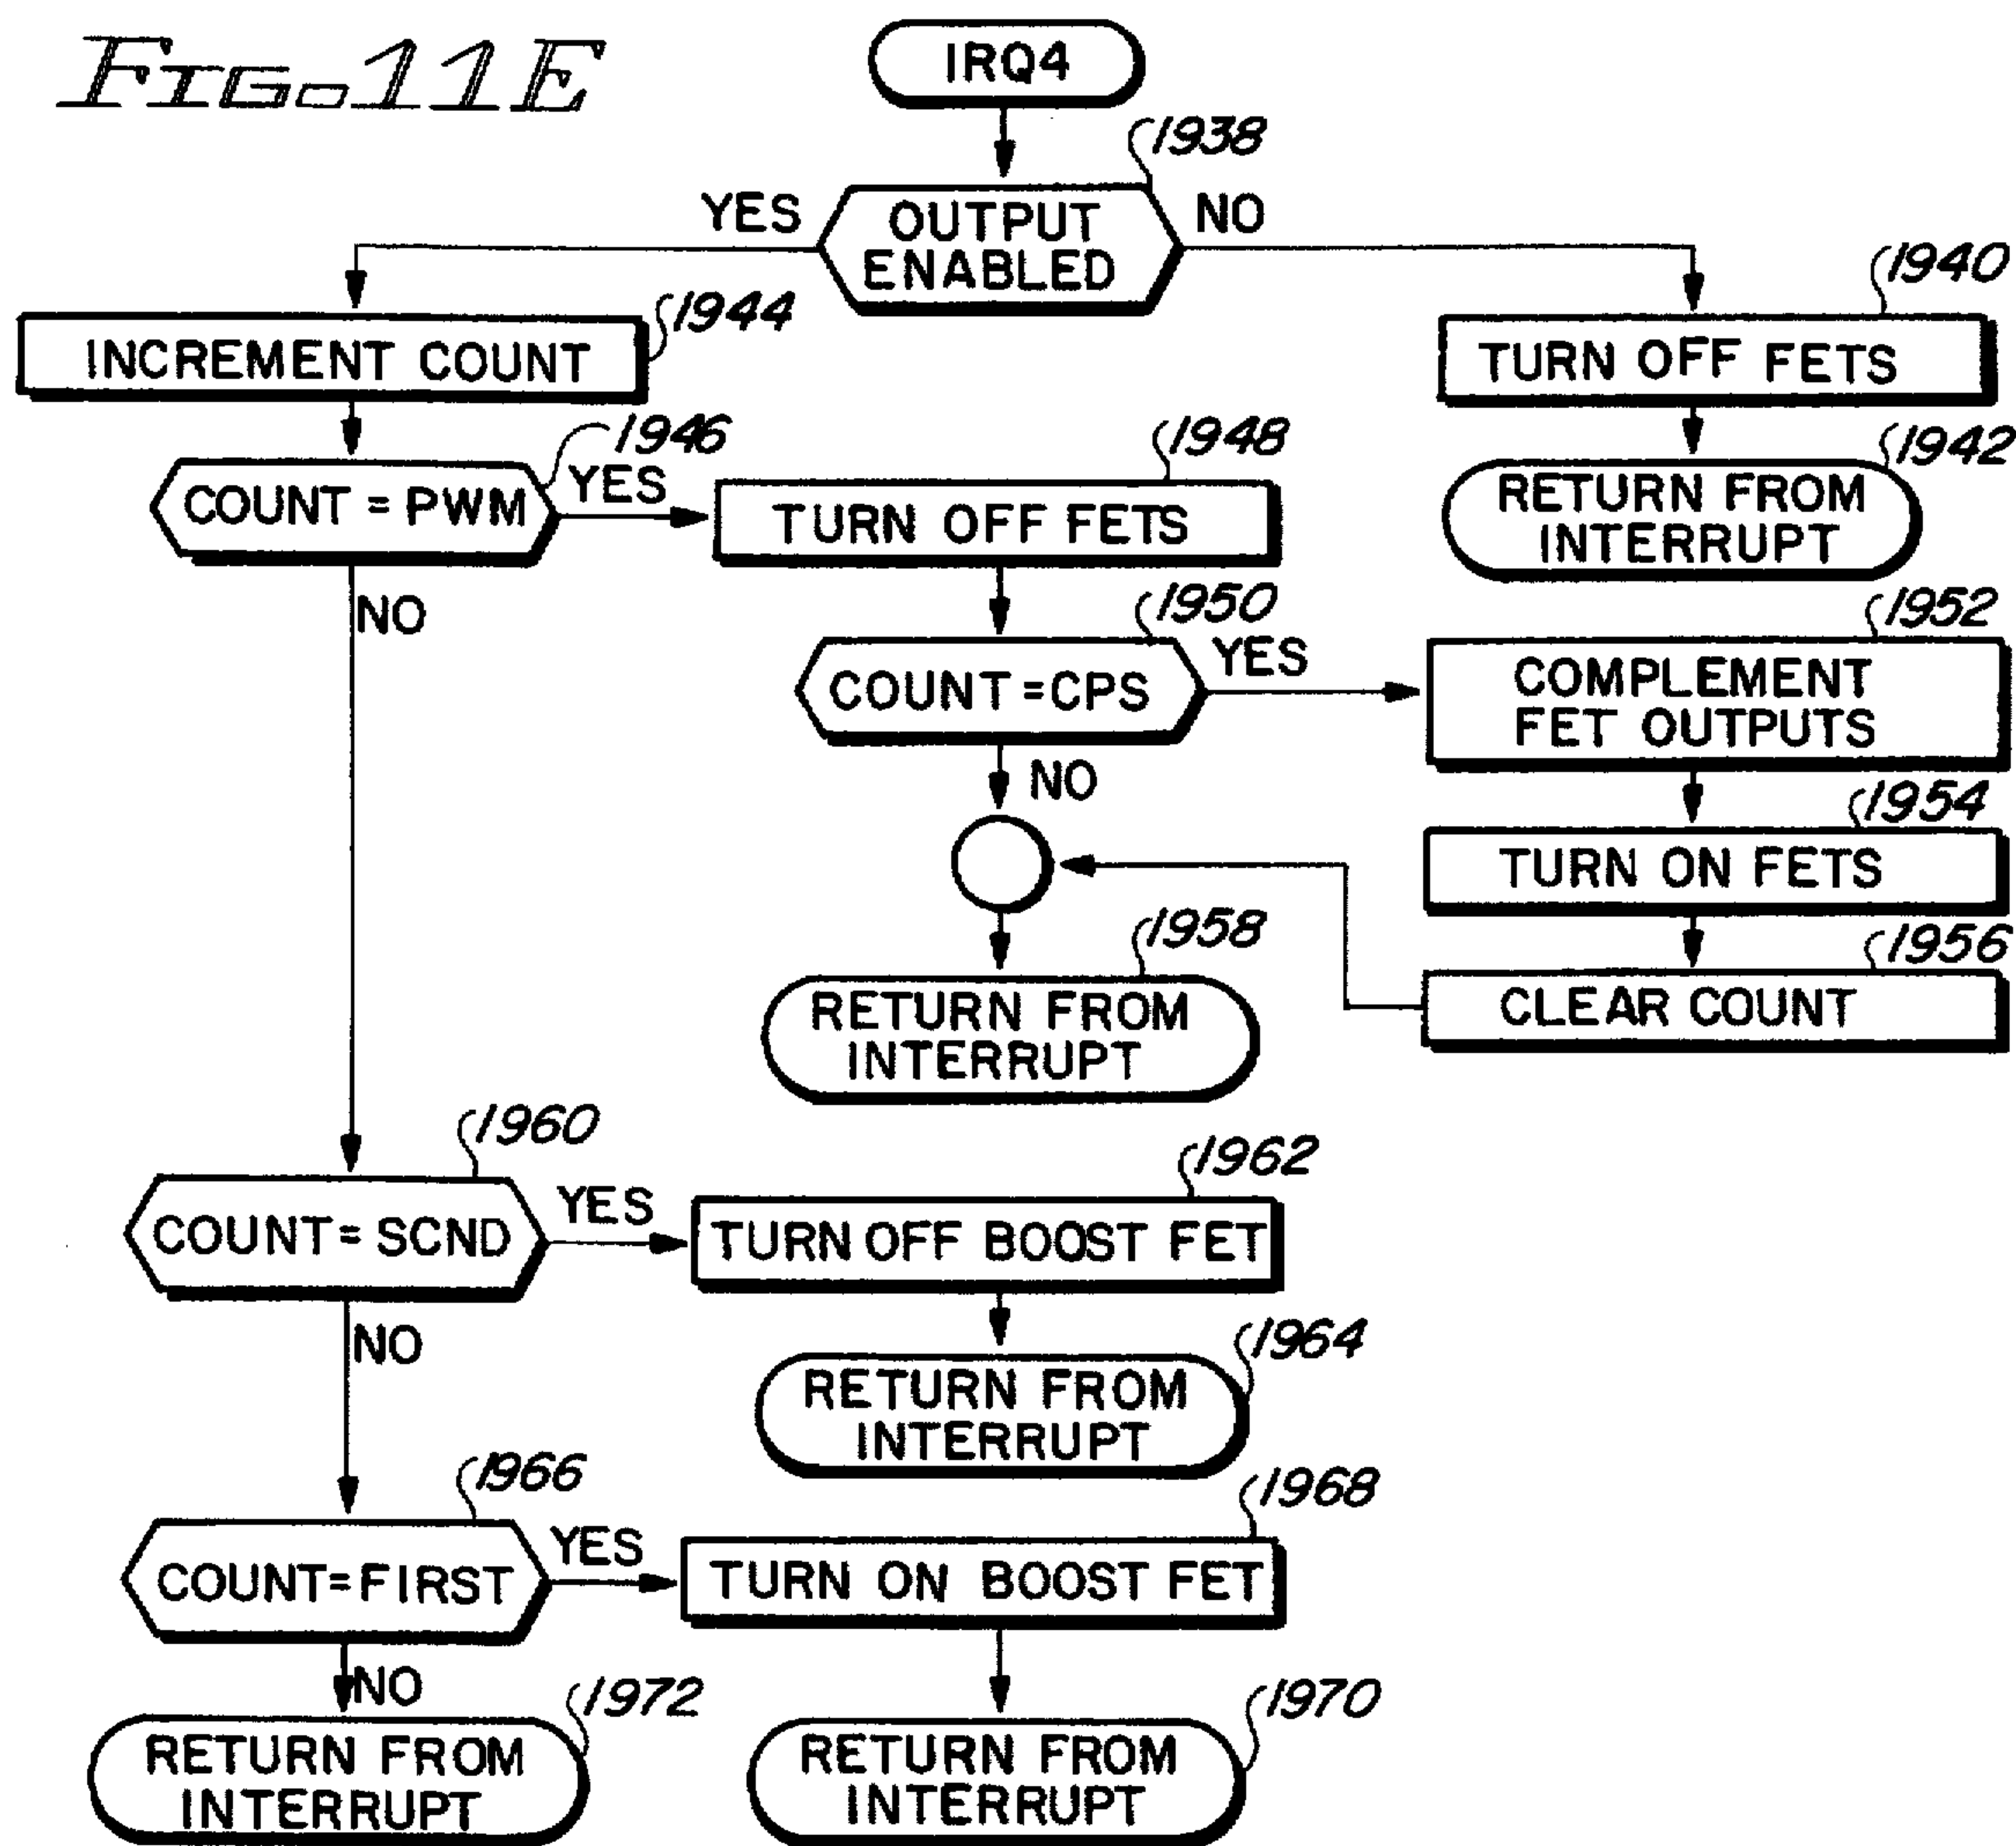 FIG. 11E
IRQ4
1938
YES
OUTPUT
ENABLED
NO
1940
1944
INCREMENT COUNT
TURN OFF FETS
1946
1948
1942
COUNT = PWM
YES
TURN OFF FETS
RETURN FROM
INTERRUPT
NO
1950
1952
COUNT = CPS
YES
COMPLEMENT
FET OUTPUTS
NO
1954
TURN ON FETS
1958
1956
RETURN FROM
INTERRUPT
CLEAR COUNT
1960
1962
COUNT = SCND
YES
TURN OFF BOOST FET
NO
1964
RETURN FROM
INTERRUPT
1966
1968
COUNT=FIRST
YES
TURN ON BOOST FET
NO
1972
1970
RETURN FROM
INTERRUPT
RETURN FROM
INTERRUPT